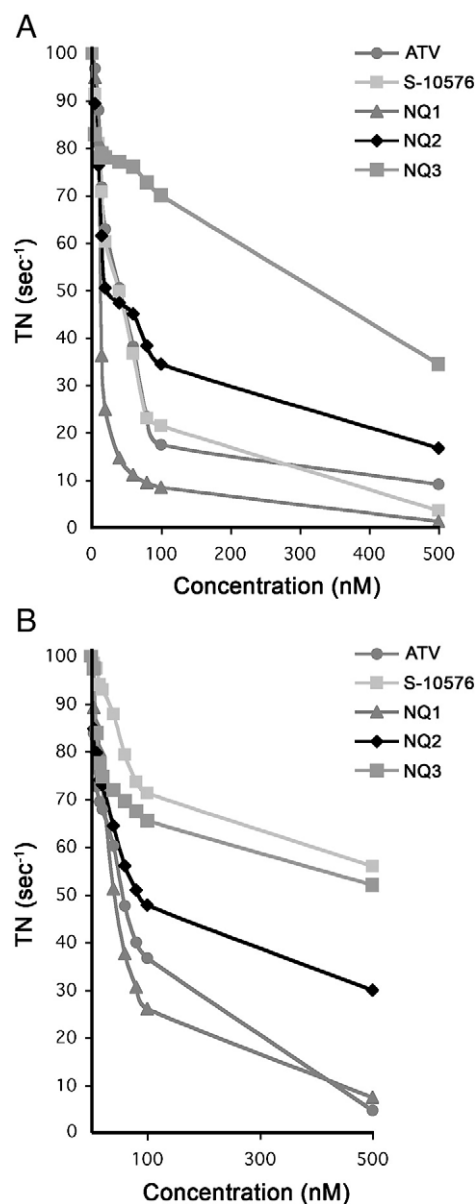 A
TN (sec-1)
100
90
80
70
60
50
40
30
20
10
0
0 100 200 300 400 500
Concentration (nM)
ATV
S-10576
NQ1
NQ2
NQ3
B
TN (sec-1)
100
90
80
70
60
50
40
30
20
10
0
100 300 500
Concentration (nM)
ATV
S-10576
NQ1
NQ2
NQ3